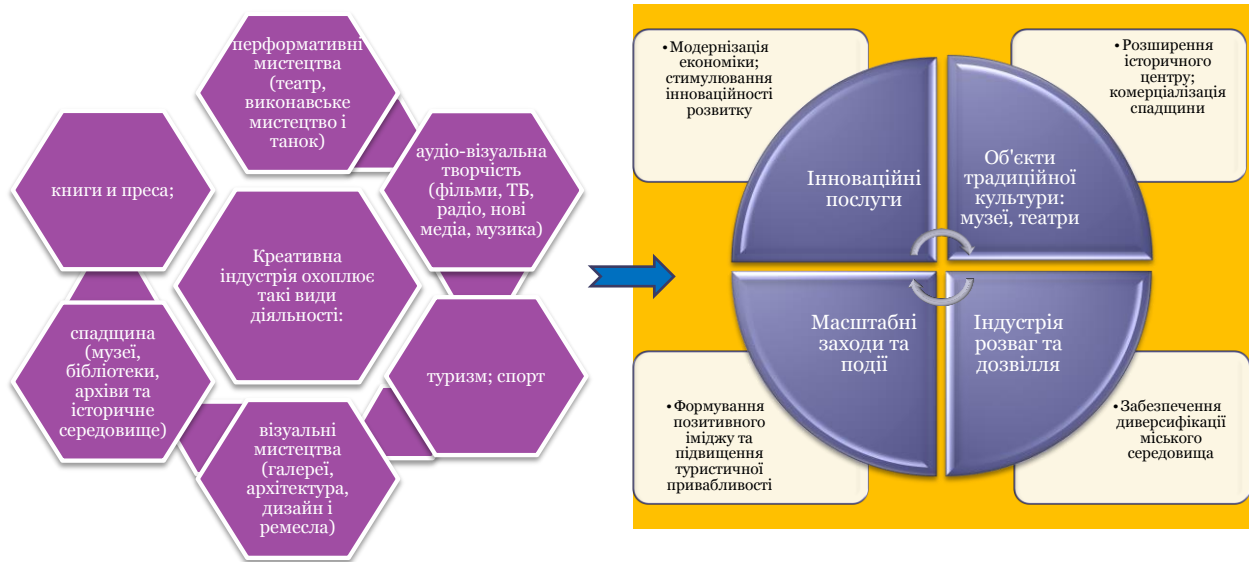 перформативні
мистецтва
(театр,
виконавське
мистецтво і
танок)
аудіо-візуальна
творчість
(фільми, ТБ,
радіо, нові
медіа, музика)
книги и преса;
Креативна
індустрія охоплює
такі види
діяльності:
спадщина
(музеї,
бібліотеки,
архіви та
історичне
середовище)
туризм; спорт
візуальні
мистецтва
(галереї,
архітектура,
дизайн і
ремесла)
•Модернізація
економіки;
стимулювання
інноваційності
розвитку
•Розширення
історичного
центру;
комерціалізація
спадщини
Інноваційні
послуги
Об'єкти
традиційної
культури:
музеї, театри
Масштабні
заходи та
події
Індустрія
розваг та
дозвілля
•Формування
позитивного
іміджу та
підвищення
туристичної
привабливості
•Забезпечення
диверсифікації
міського
середовища